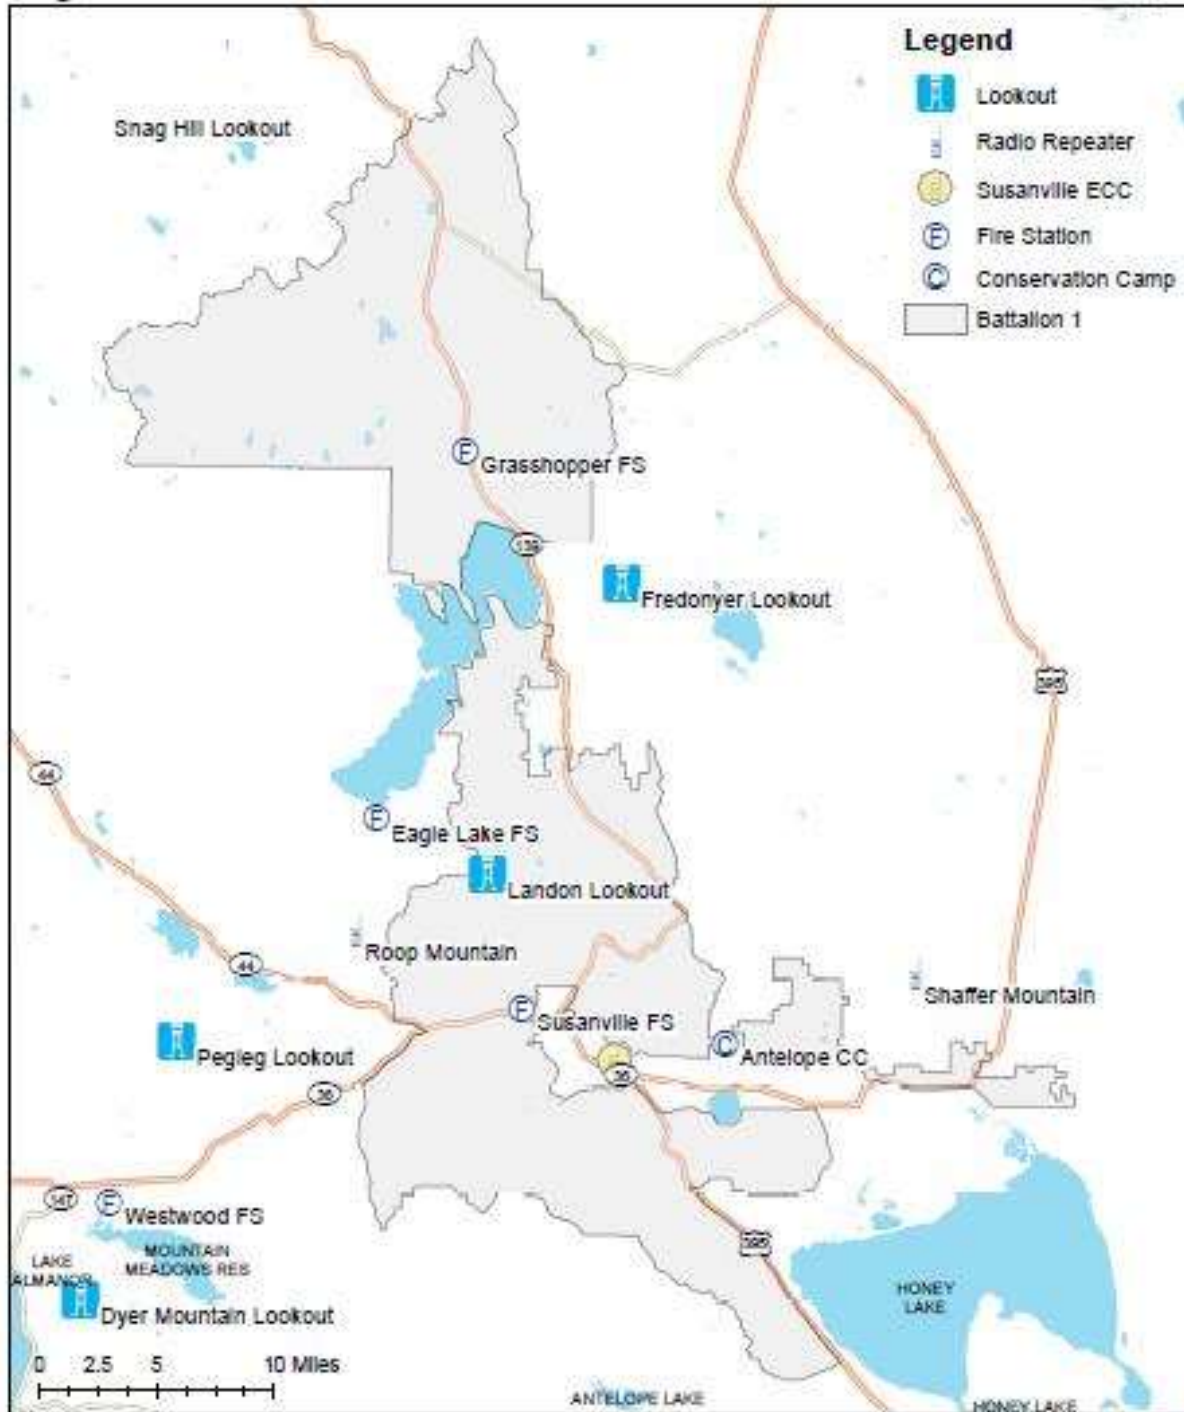 Legend
Lookout
Radio Repeater
Susanville ECC
Fire Station
Conservation Camp
Battalion 1
Snag Hill Lookout
F
Grasshopper FS
139
Fredonyer Lookout
395
44
F
Eagle Lake FS
Landon Lookout
Roop Mountain
44
Shaffer Mountain
F
Susanville FS
Pegleg Lookout
C
Antelope CC
36
36
147
F
Westwood FS
395
LAKE
ALMANOR
MOUNTAIN
MEADOWS RES
HONEY
LAKE
Dyer Mountain Lookout
0 2.5 5 10 Miles
ANTELOPE LAKE
HONEY LAKE